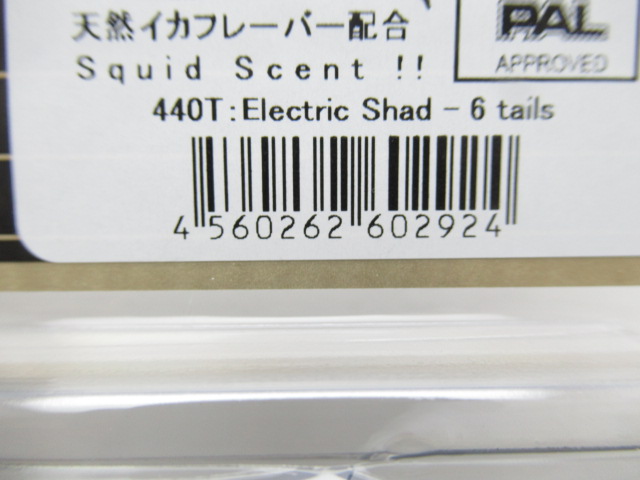 天然イカフレーバー配合
Squid Scent !!
PAL
APPROVED
440T:Electric Shad - 6 tails
4 560262 602924